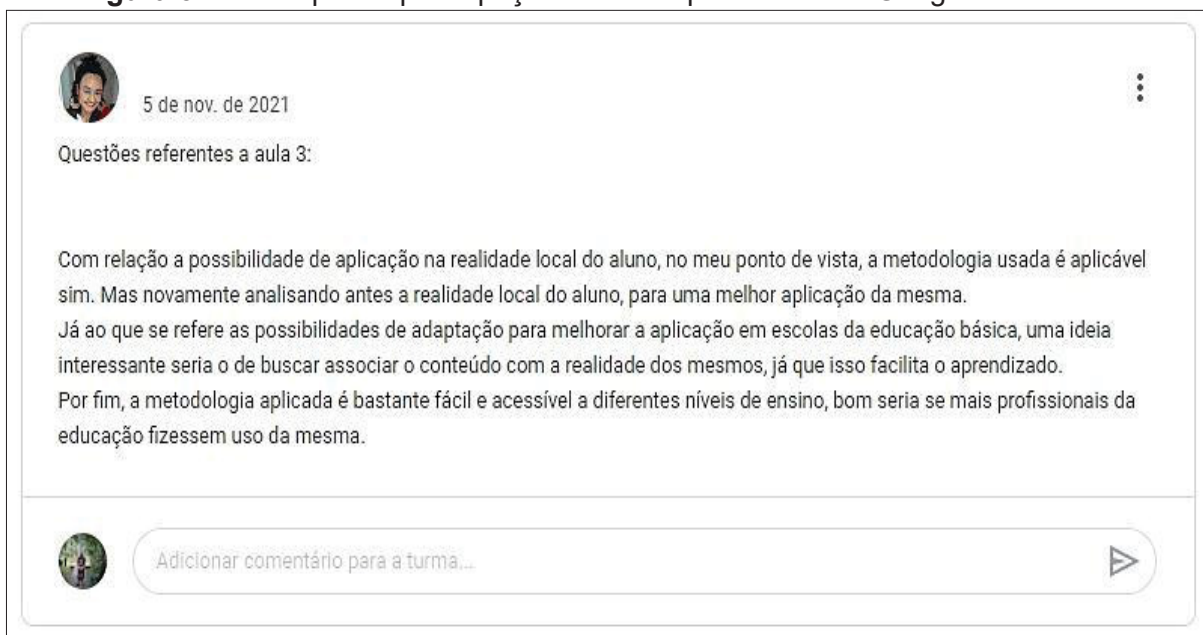 5 de nov. de 2021
Questões referentes a aula 3:
Com relação a possibilidade de aplicação na realidade local do aluno, no meu ponto de vista, a metodologia usada é aplicável
sim. Mas novamente analisando antes a realidade local do aluno, para uma melhor aplicação da mesma.
Já ao que se refere as possibilidades de adaptação para melhorar a aplicação em escolas da educação básica, uma ideia
interessante seria o de buscar associar o conteúdo com a realidade dos mesmos, já que isso facilita o aprendizado.
Por fim, a metodologia aplicada é bastante fácil e acessível a diferentes níveis de ensino, bom seria se mais profissionais da
educação fizessem uso da mesma.
Adicionar comentário para a turma...